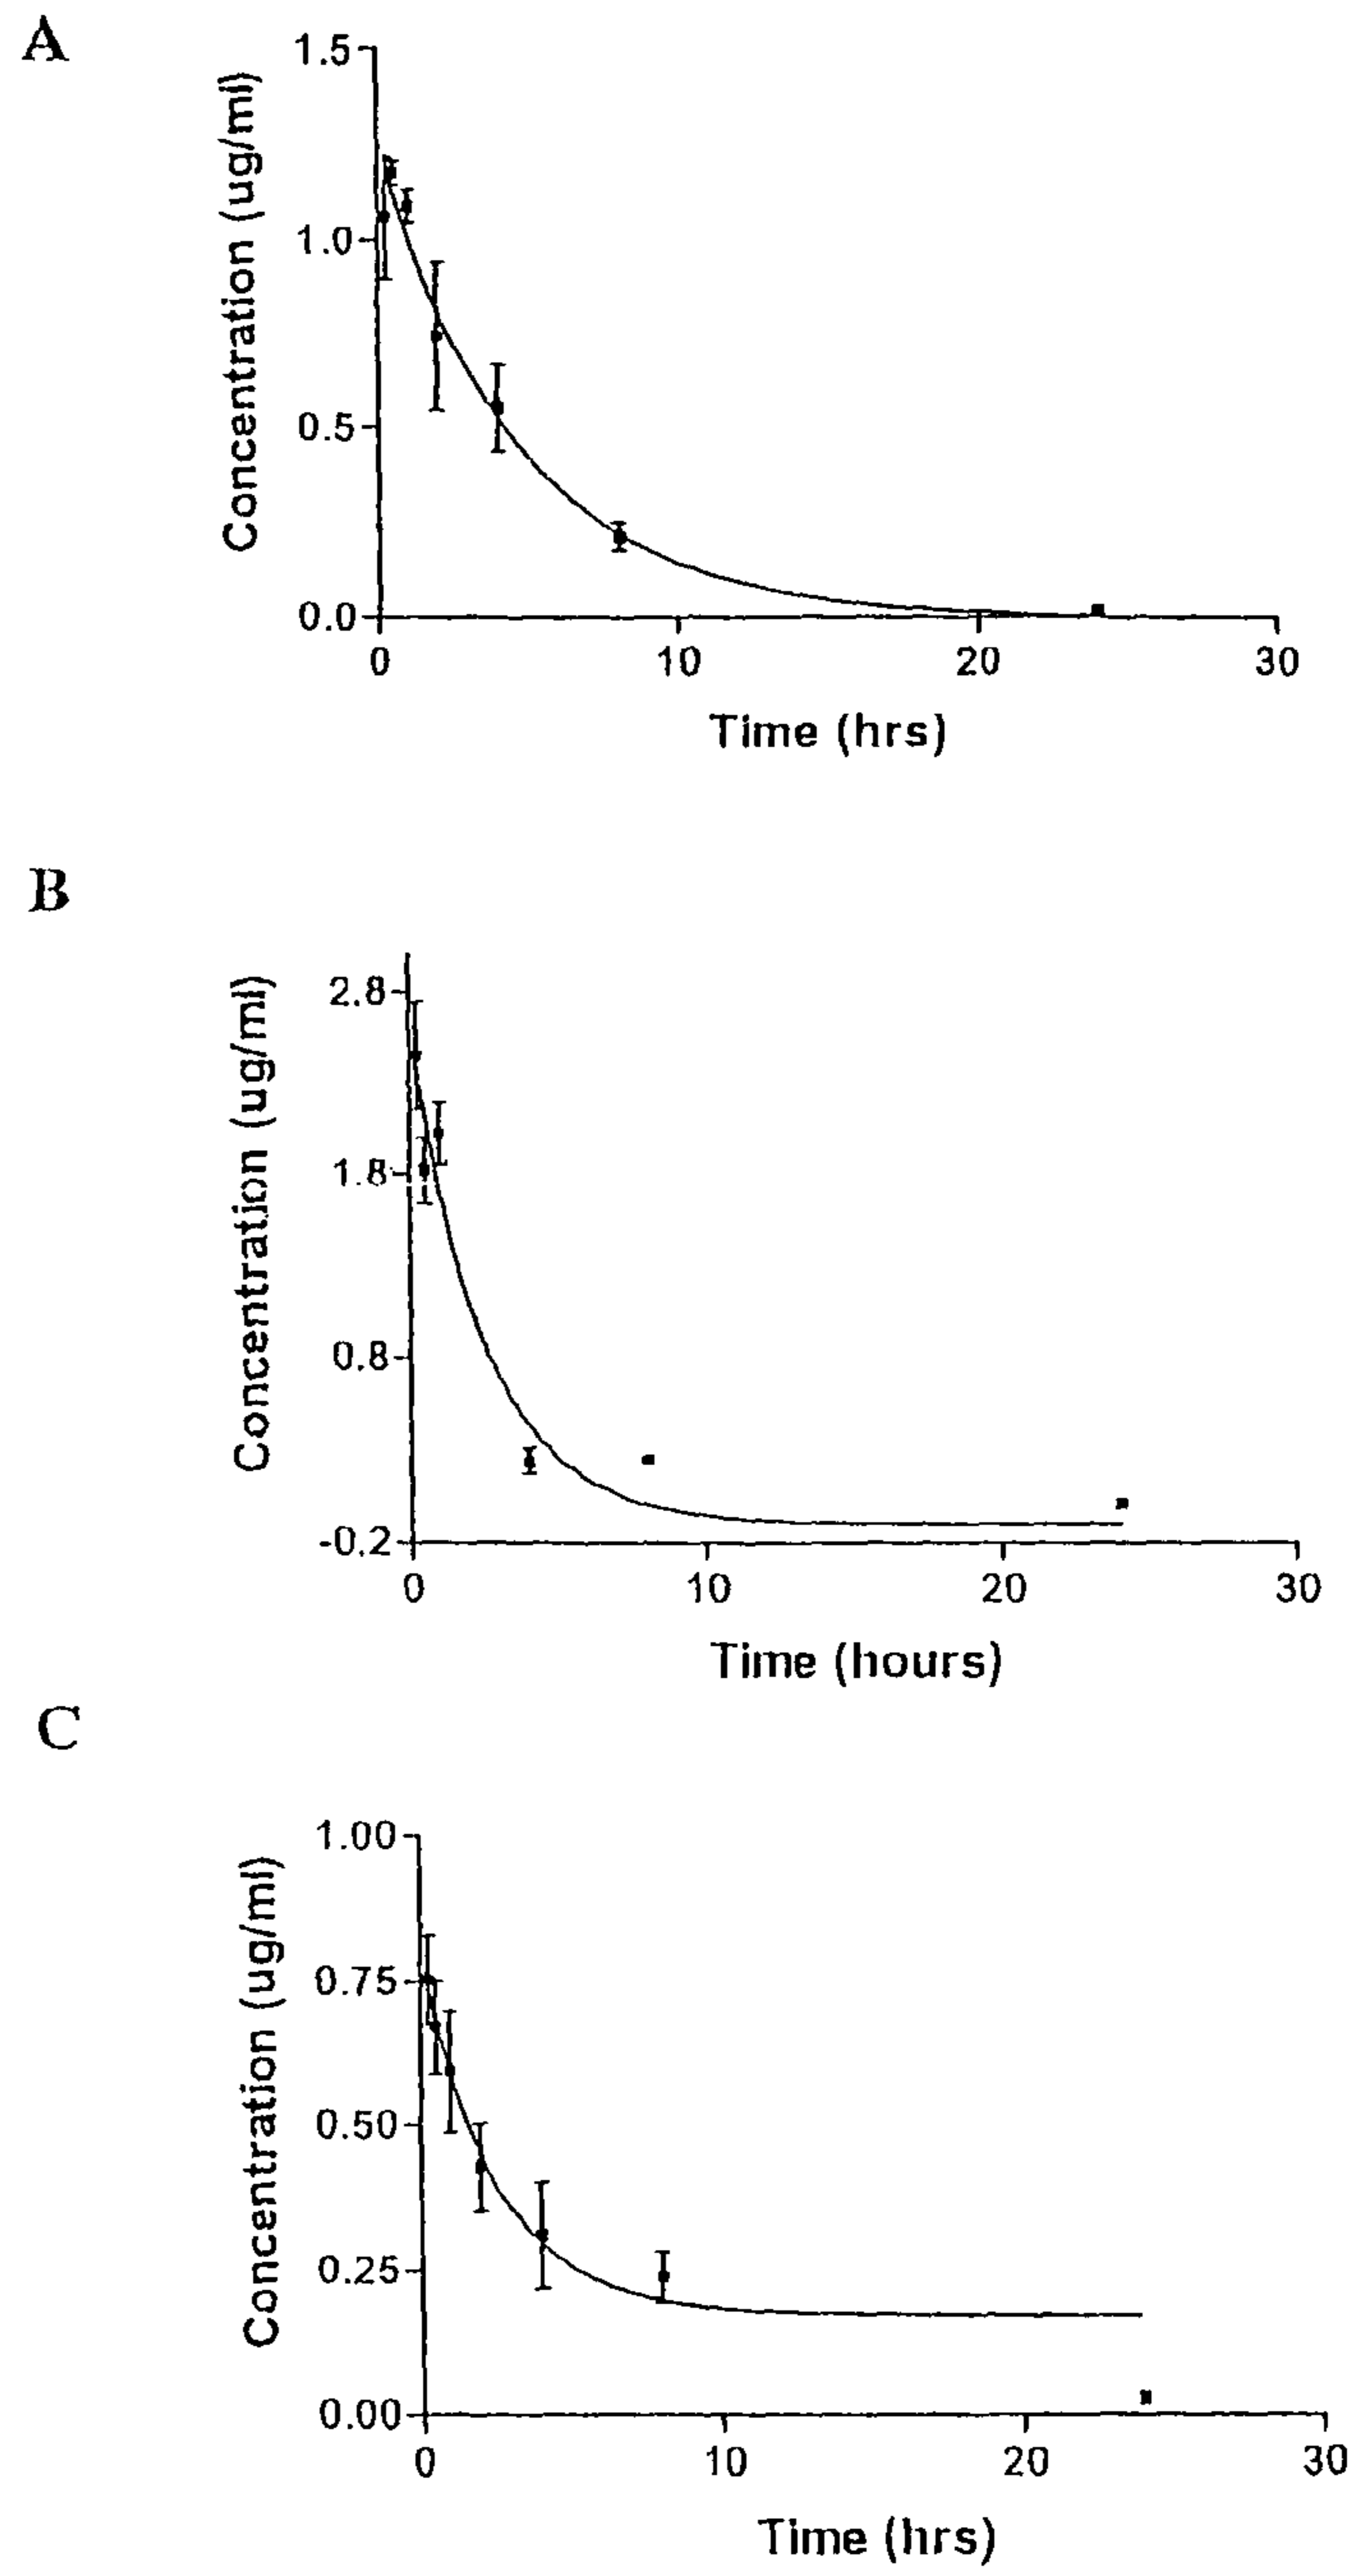 A
Concentration (ug/ml)
1.5
1.0
0.5
0.0
0 10 20 30
Time (hrs)
B
Concentration (ug/ml)
2.8
1.8
0.8
-0.2
0 10 20 30
Time (hours)
C
Concentration (ug/ml)
1.00
0.75
0.50
0.25
0.00
0 10 20 30
Time (hrs)